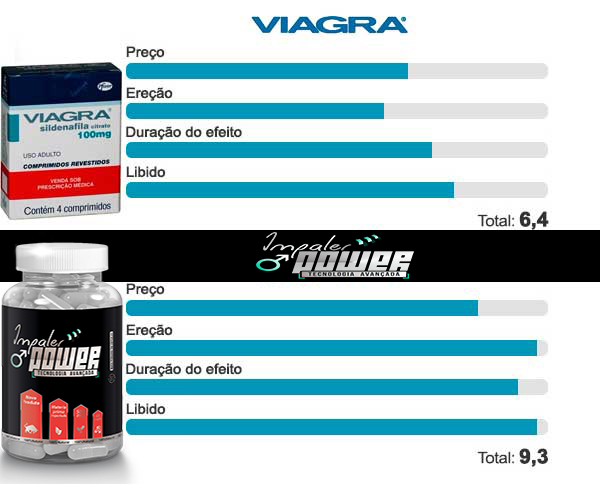 VIAGRA®
Preço
Ereção
Duração do efeito
Libido
Total: 6,4
Pfizer
VIAGRA®
sildenafila citrato
100mg
USO ADULTO
COMPRIMIDOS REVESTIDOS
VENDA SOB
PRESCRIÇÃO MÉDICA
Contém 4 comprimidos
Impaler
POWER
TECNOLOGIA AVANÇADA
Preço
Ereção
Duração do efeito
Libido
Total: 9,3
Impaler
POWER
TECNOLOGIA AVANÇADA